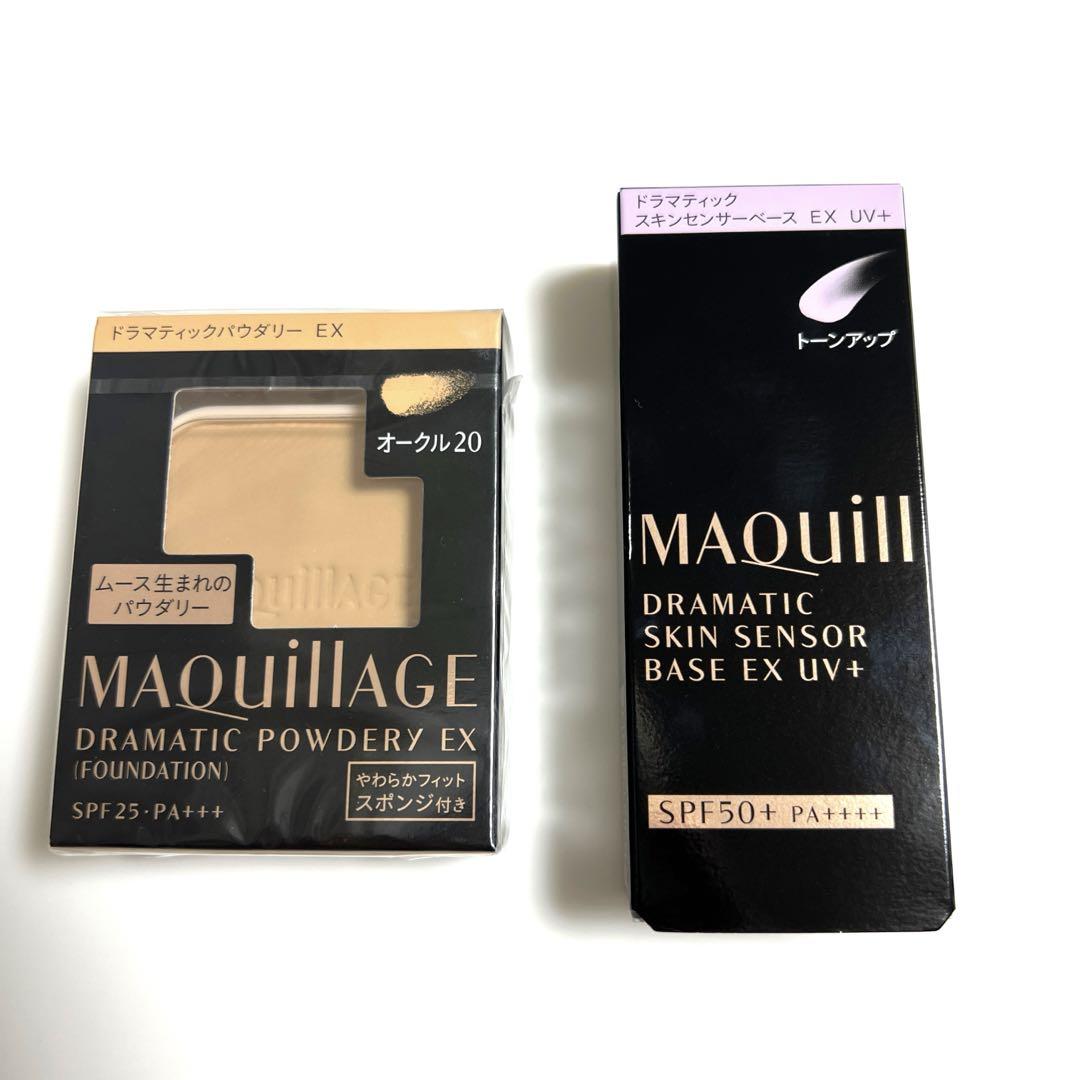 ドラマティックパウダリー EX
オークル20
quillAGE
ムース生まれの
パウダリー
MAQuillAGE
DRAMATIC POWDERY EX
(FOUNDATION)
SPF25・PA+++
やわらかフィット
スポンジ付き
ドラマティック
スキンセンサーベース EX UV+
トーンアップ
MAQuill
DRAMATIC
SKIN SENSOR
BASE EX UV+
SPF50+ PA++++